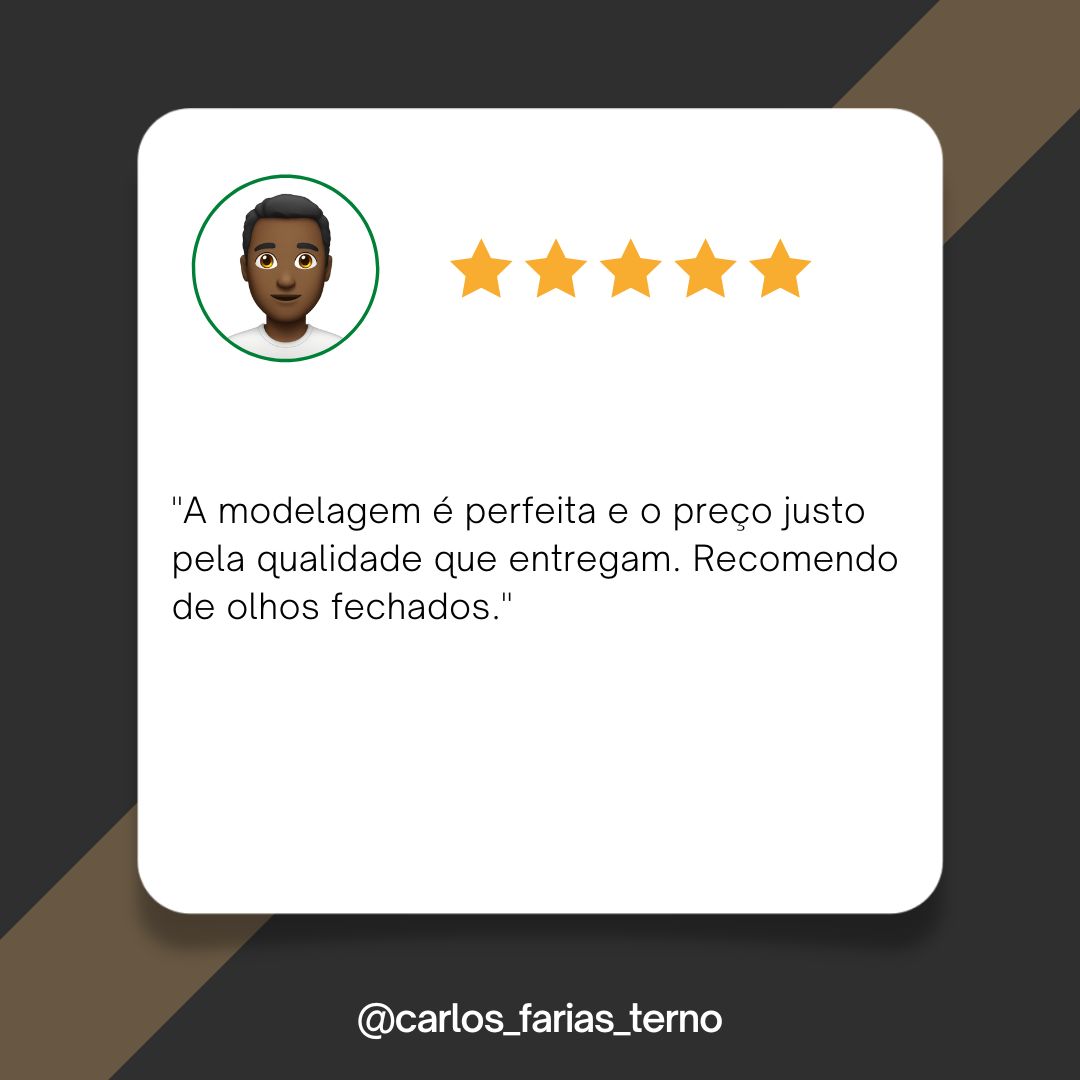 "A modelagem é perfeita e o preço justo
pela qualidade que entregam. Recomendo
de olhos fechados."
@carlos_farias_terno